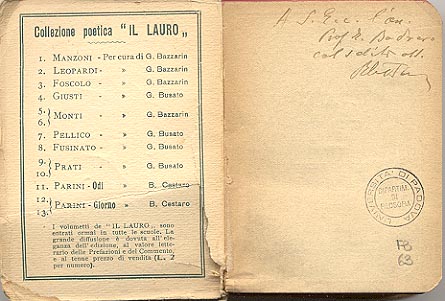 Collezione poetica "IL LAURO„
1. MANZONI - Per cura di G. Bazzarin
2. LEOPARDI - » G. Bazzarin
3. FOSCOLO - » G. Bazzarin
4. GIUSTI - » G. Busato
5. 6. MONTI - » G. Bazzarin
7. PELLICO - » G. Busato
8. FUSINATO - » G. Busato
9. 10. PRATI - » G. Busato
11. PARINI - Odi » B. Cestaro
12. 13. PARINI - Giorno » B. Cestaro
I volumetti de "IL LAURO„ sono
entrati ormai in tutte le scuole. La
grande diffusione è dovuta all'ele-
ganza dell'edizione, al valore lette-
rario delle Prefazioni e del Commento,
e al tenue prezzo di vendita (L. 2
per numero).
A S. Ecc. l'on.
Prof.
UNIVERSITA' DI PADOVA
DIPARTIM.
DI
FILOSOFIA
63